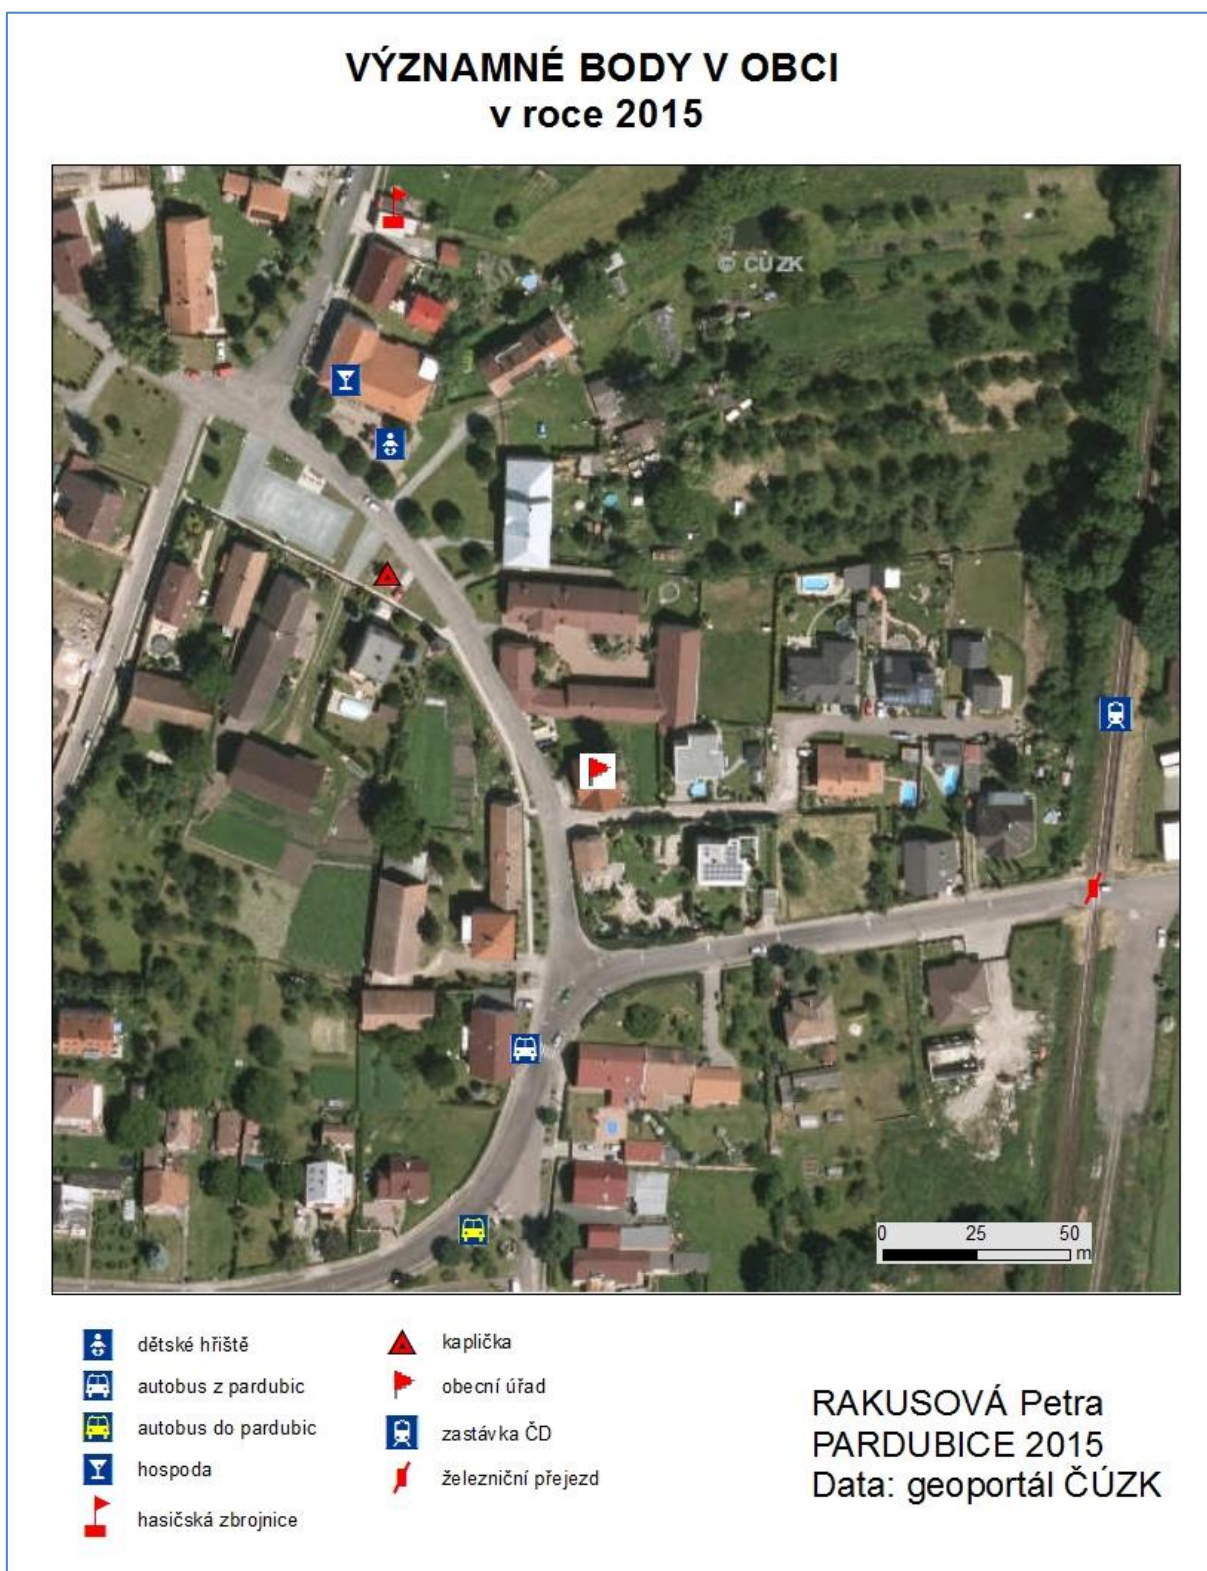 VÝZNAMNÉ BODY V OBCI
v roce 2015
© ČÚZK
0 25 50
m
dětské hřiště
autobus z pardubic
autobus do pardubic
hospoda
hasičská zbrojnice
kaplička
obecní úřad
zastávka ČD
železniční přejezd
RAKUSOVÁ Petra
PARDUBICE 2015
Data: geoportál ČÚZK